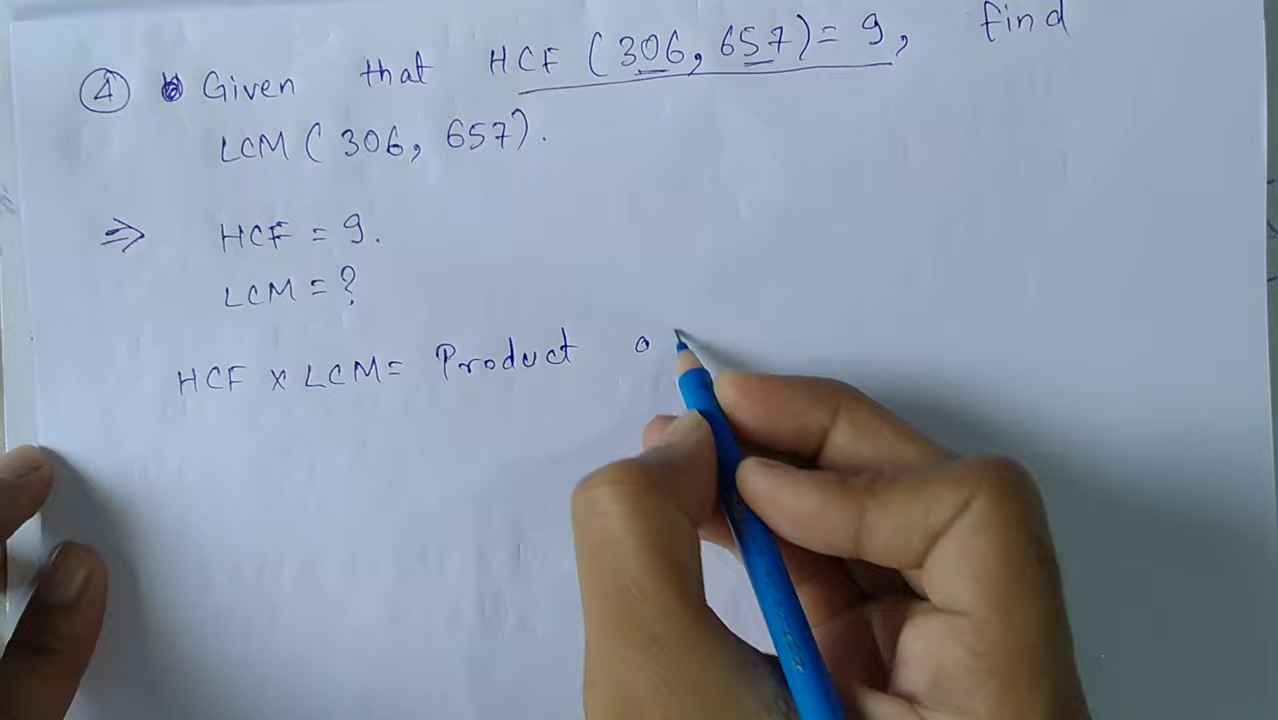 ④ Given that HCF (306, 657) = 9, find
LCM (306, 657).
⇒ HCF = 9.
LCM = ?
HCF × LCM = Product o